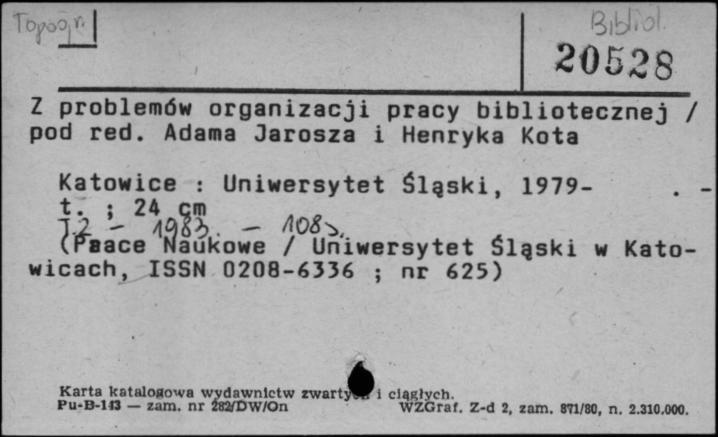 Topogr.
Bibliol.
20528
Z problemów organizacji pracy bibliotecznej /
pod red. Adama Jarosza i Henryka Kota
Katowice : Uniwersytet Śląski, 1979- . -
t. ; 24 cm
T.2 - 1983. - 108 s.
(Prace Naukowe / Uniwersytet Śląski w Kato-
wicach, ISSN 0208-6336 ; nr 625)
Karta katalogowa wydawnictw zwartych i ciągłych.
Pu-B-143 — zam. nr 282/DW/On
WZGraf. Z-d 2, zam. 871/80, n. 2.310.000.